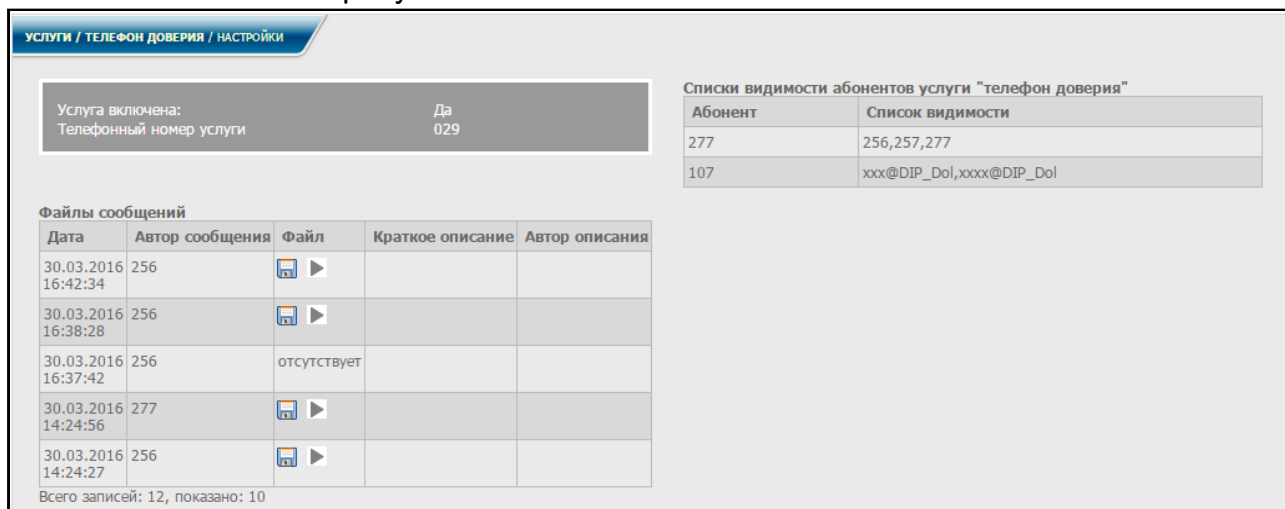 УСЛУГИ / ТЕЛЕФОН ДОВЕРИЯ / НАСТРОЙКИ
Услуга включена: Да
Телефонный номер услуги 029
Списки видимости абонентов услуги "телефон доверия"
Абонент Список видимости
277 256,257,277
107 xxx@DIP_Dol,xxxx@DIP_Dol
Файлы сообщений
Дата Автор сообщения Файл Краткое описание Автор описания
30.03.2016 256
16:42:34
30.03.2016 256
16:38:28
30.03.2016 256 отсутствует
16:37:42
30.03.2016 277
14:24:56
30.03.2016 256
14:24:27
Всего записей: 12, показано: 10